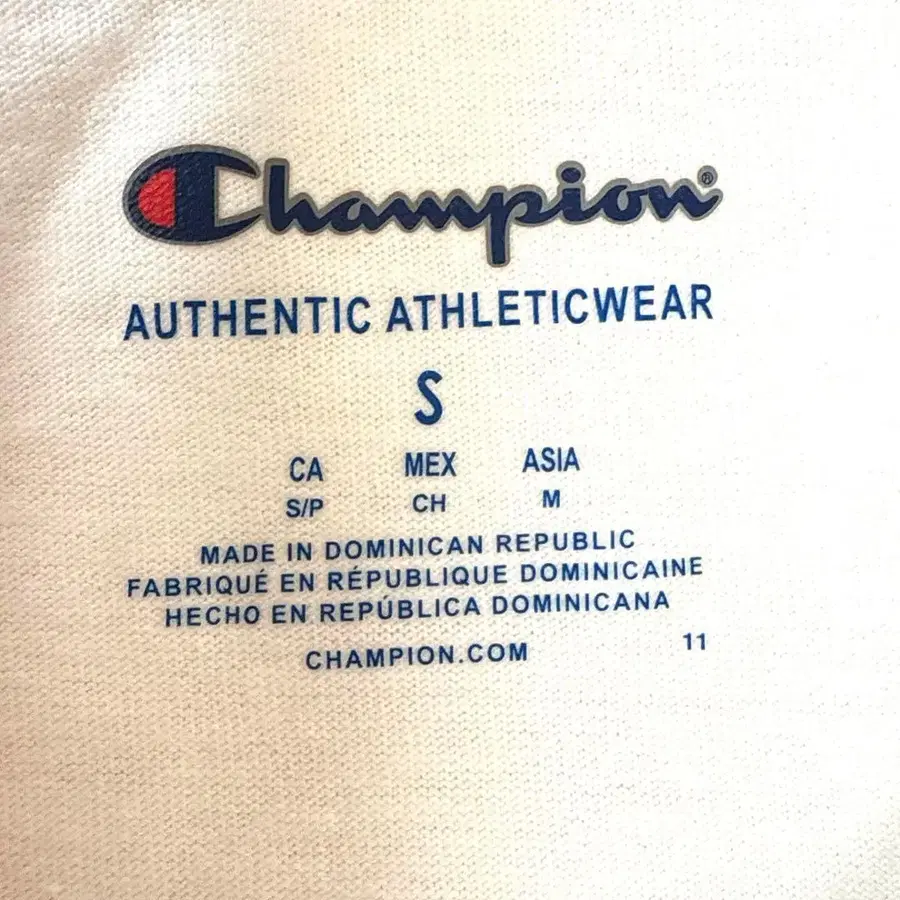 Champion®
AUTHENTIC ATHLETICWEAR
S
CA MEX ASIA
S/P CH M
MADE IN DOMINICAN REPUBLIC
FABRIQUÉ EN RÉPUBLIQUE DOMINICAINE
HECHO EN REPÚBLICA DOMINICANA
CHAMPION.COM 11